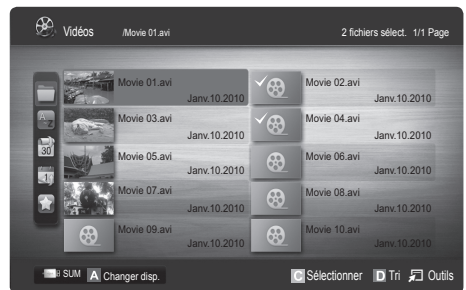 Vidéos /Movie 01.avi 2 fichiers sélect. 1/1 Page
Movie 01.avi Movie 02.avi
Janv.10.2010 Janv.10.2010
Movie 03.avi Movie 04.avi
Janv.10.2010 Janv.10.2010
Movie 05.avi Movie 06.avi
Janv.10.2010 Janv.10.2010
Movie 07.avi Movie 08.avi
Janv.10.2010 Janv.10.2010
Movie 09.avi Movie 10.avi
Janv.10.2010 Janv.10.2010
A Z
30
1
SUM A Changer disp. C Sélectionner D Tri Outils